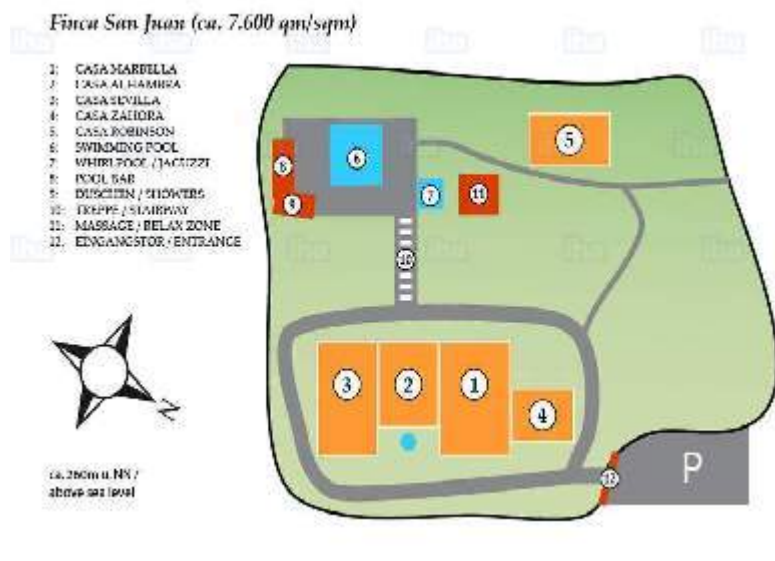 Finca San Juan (ca. 7.600 qm/sqm)
1: CASA MARBELLA
2: CASA ALHAMBRA
3: CASA SEVILLA
4: CASA ZAHORA
5: CASA ROBINSON
6: SWIMMING POOL
7: WHIRLPOOL / JACUZZI
8: POOL BAR
9: DUSCHEN / SHOWERS
10: TREPPE / STAIRWAY
11: MASSAGE / RELAX ZONE
12: EINGANGSTOR / ENTRANCE
5
8
6
7
11
9
10
3
2
1
4
12
P
N
ca. 260m ü. NN /
above sea level